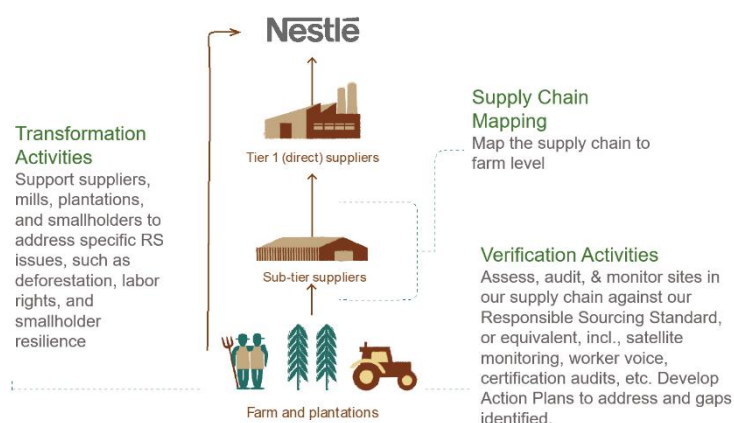 Nestlé
Tier 1 (direct) suppliers
Sub-tier suppliers
Farm and plantations
Transformation
Activities
Support suppliers,
mills, plantations,
and smallholders to
address specific RS
issues, such as
deforestation, labor
rights, and
smallholder
resilience
Supply Chain
Mapping
Map the supply chain to
farm level
Verification Activities
Assess, audit, & monitor sites in
our supply chain against our
Responsible Sourcing Standard,
or equivalent, incl., satellite
monitoring, worker voice,
certification audits, etc. Develop
Action Plans to address and gaps
identified.